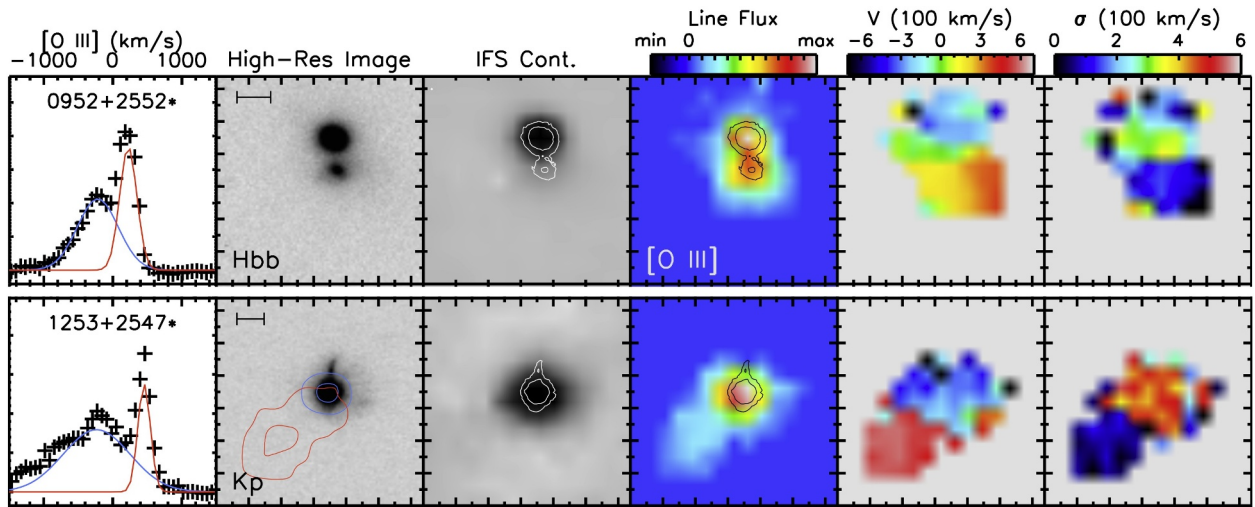 [O III] (km/s)
−1000 0 1000
High-Res Image
IFS Cont.
Line Flux
min 0 max
V (100 km/s)
−6 −3 0 3 6
σ (100 km/s)
0 2 4 6
0952+2552*
Hbb
[O III]
1253+2547*
Kp